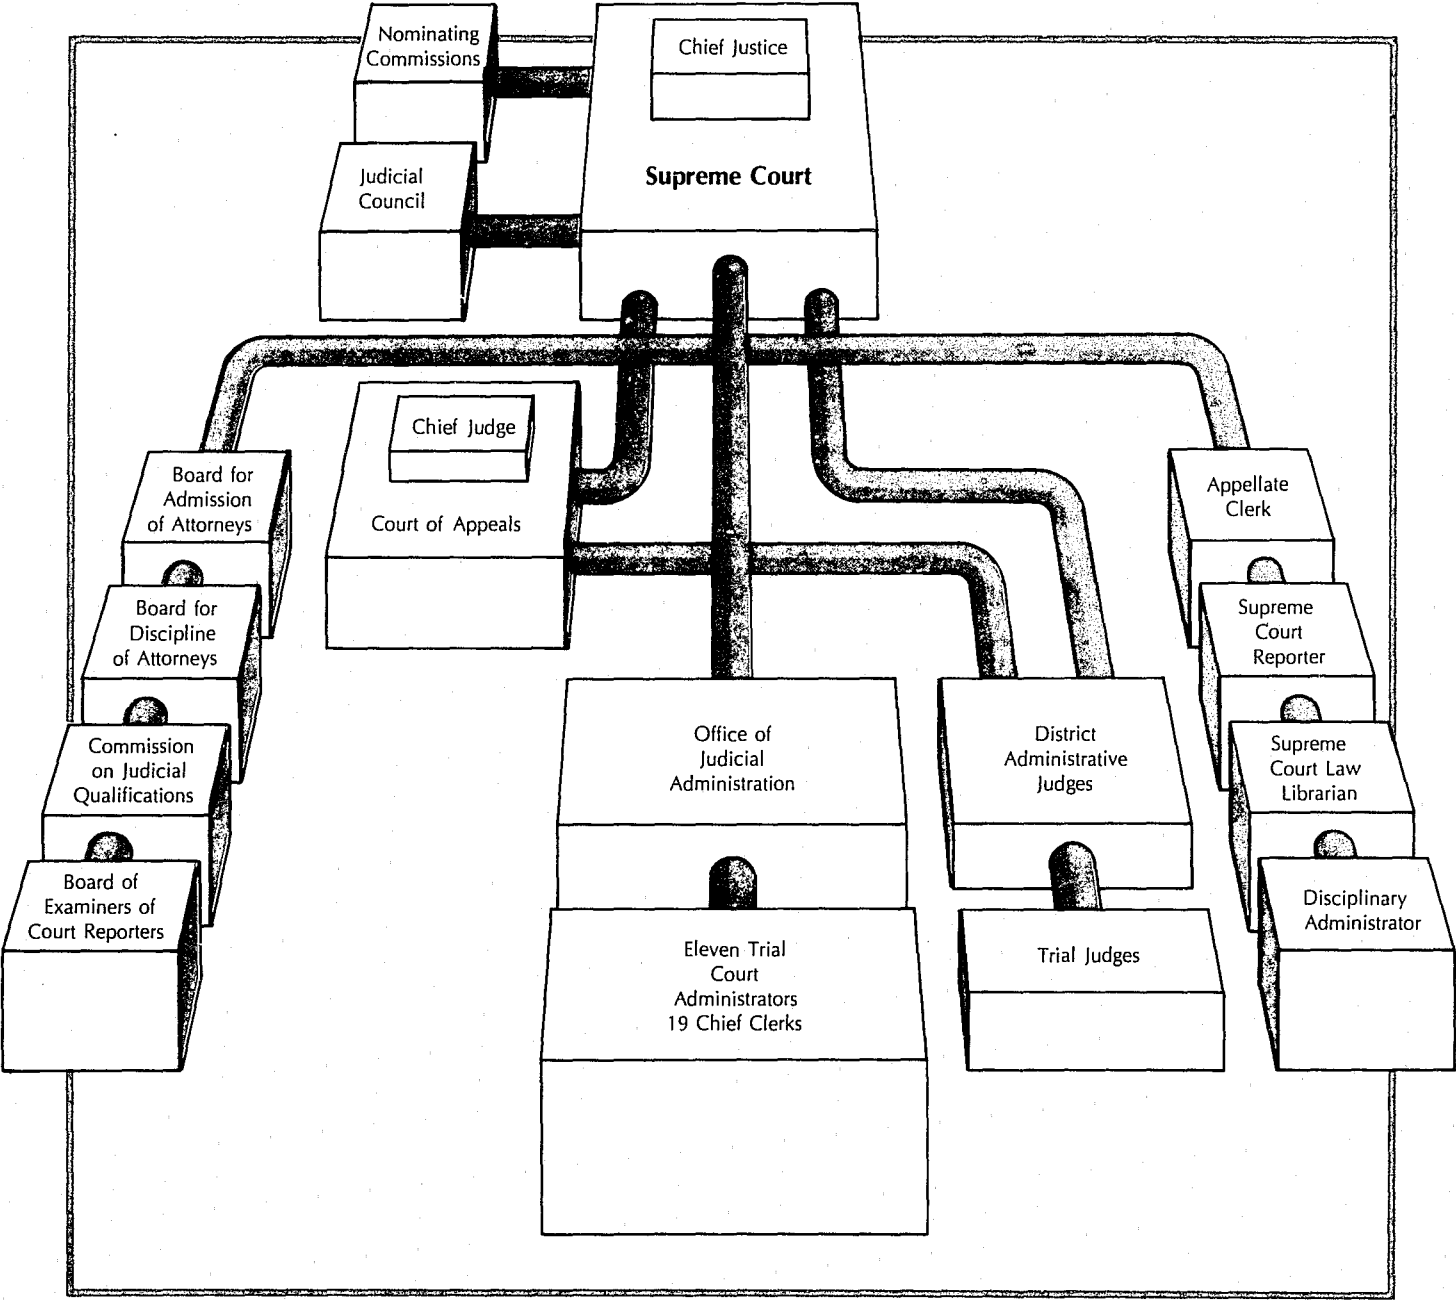 Nominating
Commissions
Chief Justice
Judicial
Council
Supreme Court
Chief Judge
Court of Appeals
Board for
Admission
of Attorneys
Appellate
Clerk
Board for
Discipline
of Attorneys
Supreme
Court
Reporter
Commission
on Judicial
Qualifications
Office of
Judicial
Administration
District
Administrative
Judges
Supreme
Court Law
Librarian
Board of
Examiners of
Court Reporters
Eleven Trial
Court
Administrators
19 Chief Clerks
Trial Judges
Disciplinary
Administrator